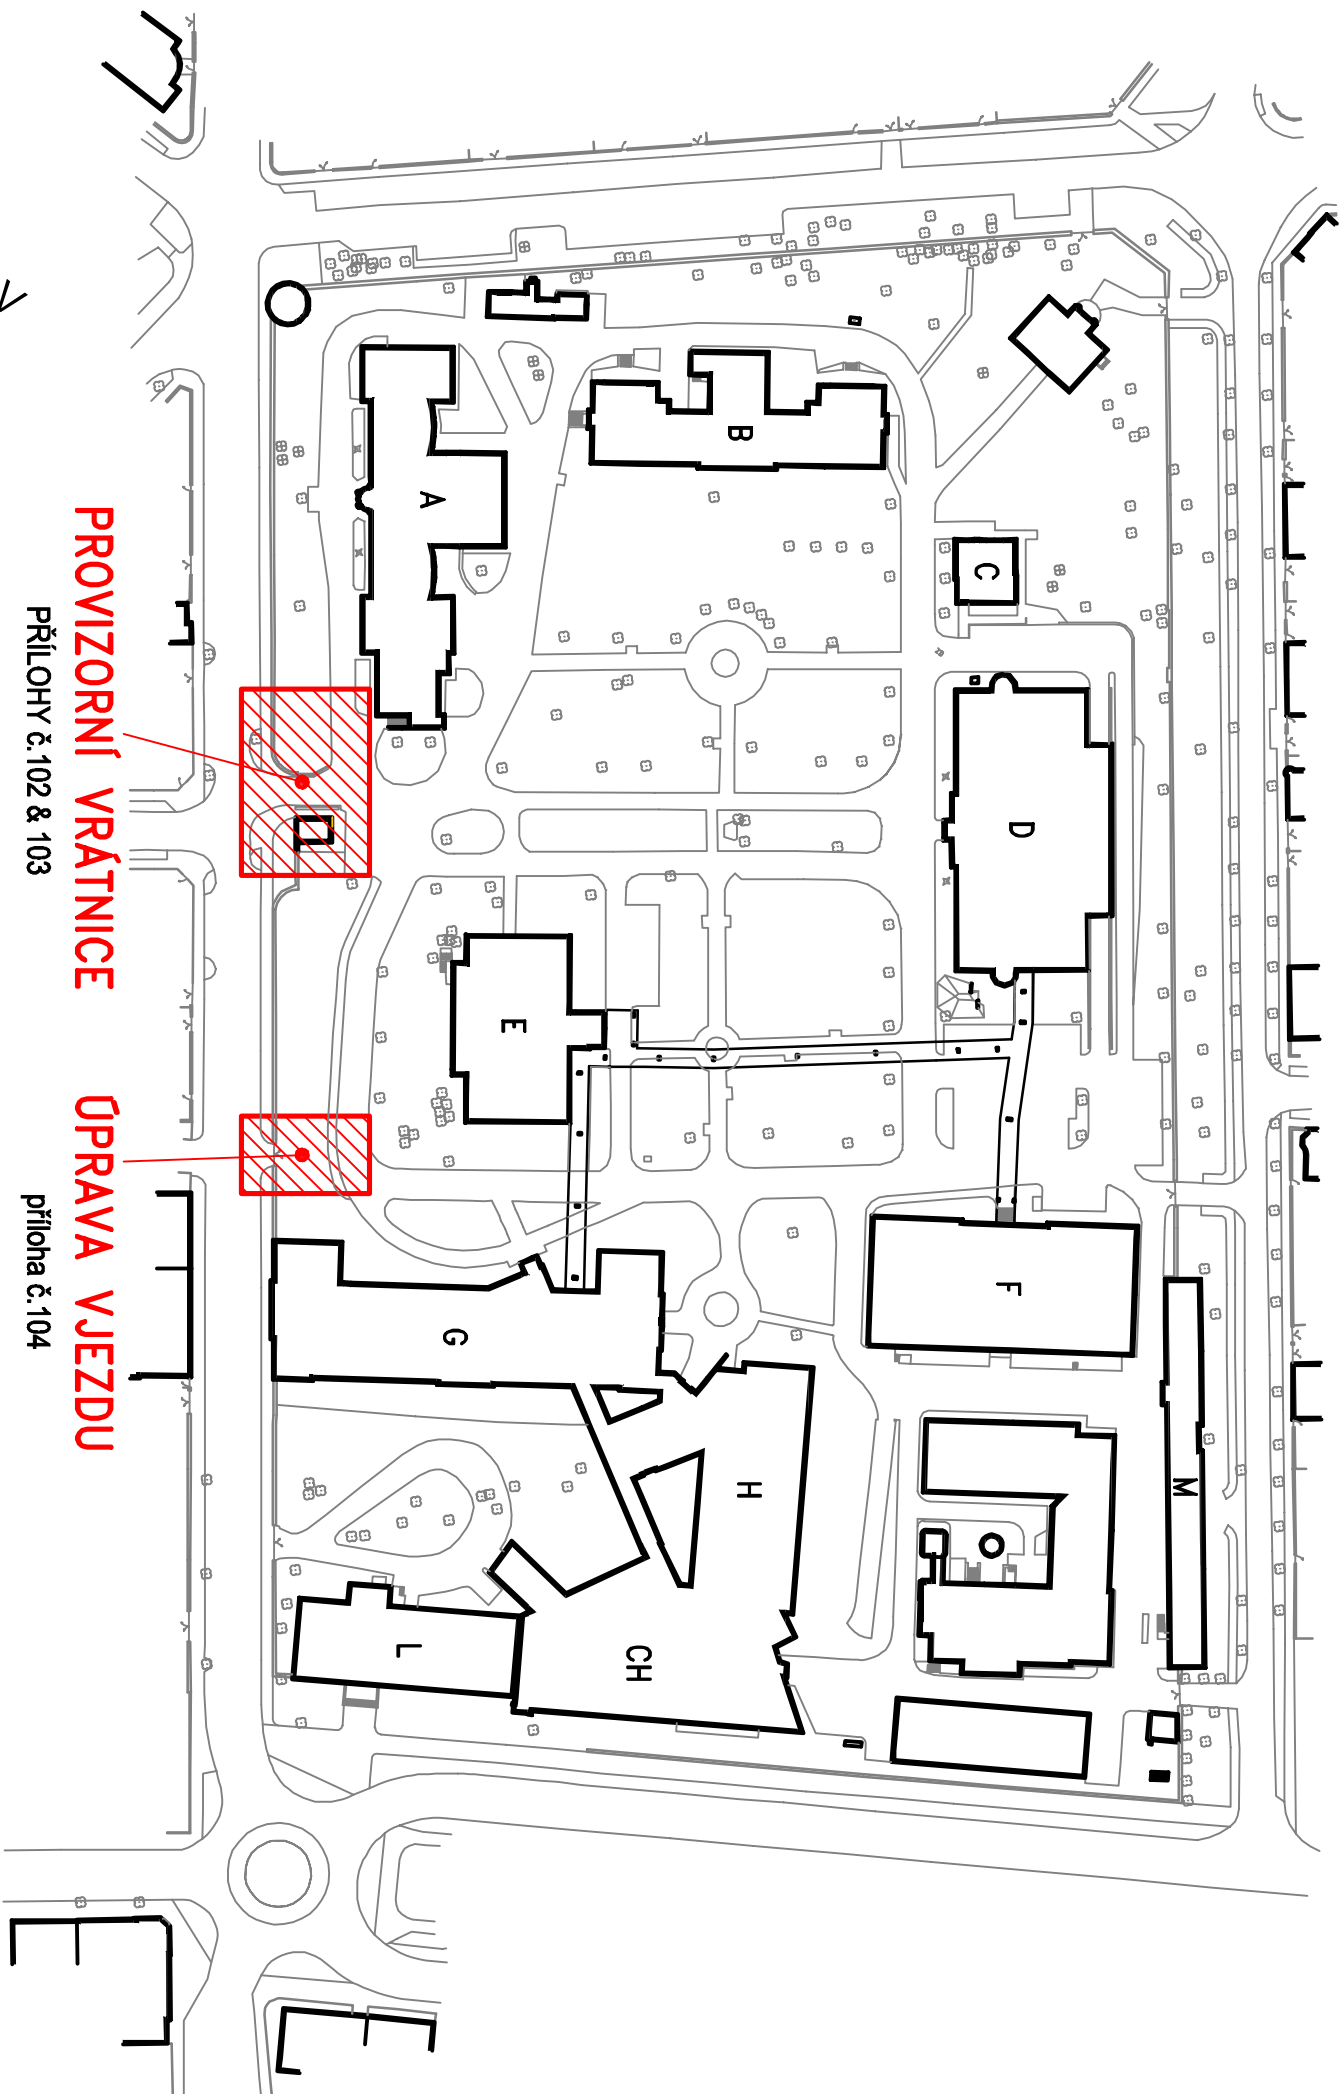 M
C
D
F
B
H
CH
A
E
G
L
PROVIZORNÍ VRÁTNICE
PŘÍLOHY č.102 & 103
ÚPRAVA VJEZDU
příloha č.104